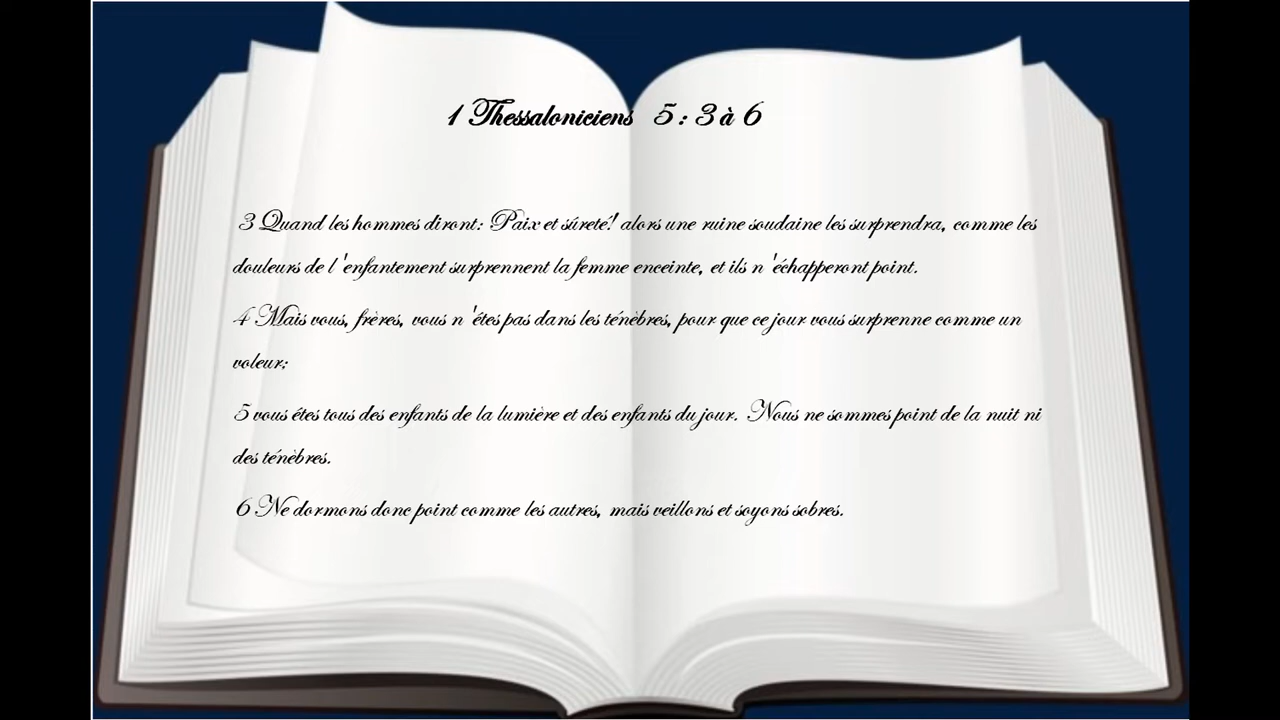 1 Thessaloniciens 5 : 3 à 6
3 Quand les hommes diront: Paix et sûreté! alors une ruine soudaine les surprendra, comme les
douleurs de l'enfantement surprennent la femme enceinte, et ils n'échapperont point.
4 Mais vous, frères, vous n'êtes pas dans les ténèbres, pour que ce jour vous surprenne comme un
voleur;
5 vous êtes tous des enfants de la lumière et des enfants du jour. Nous ne sommes point de la nuit ni
des ténèbres.
6 Ne dormons donc point comme les autres, mais veillons et soyons sobres.